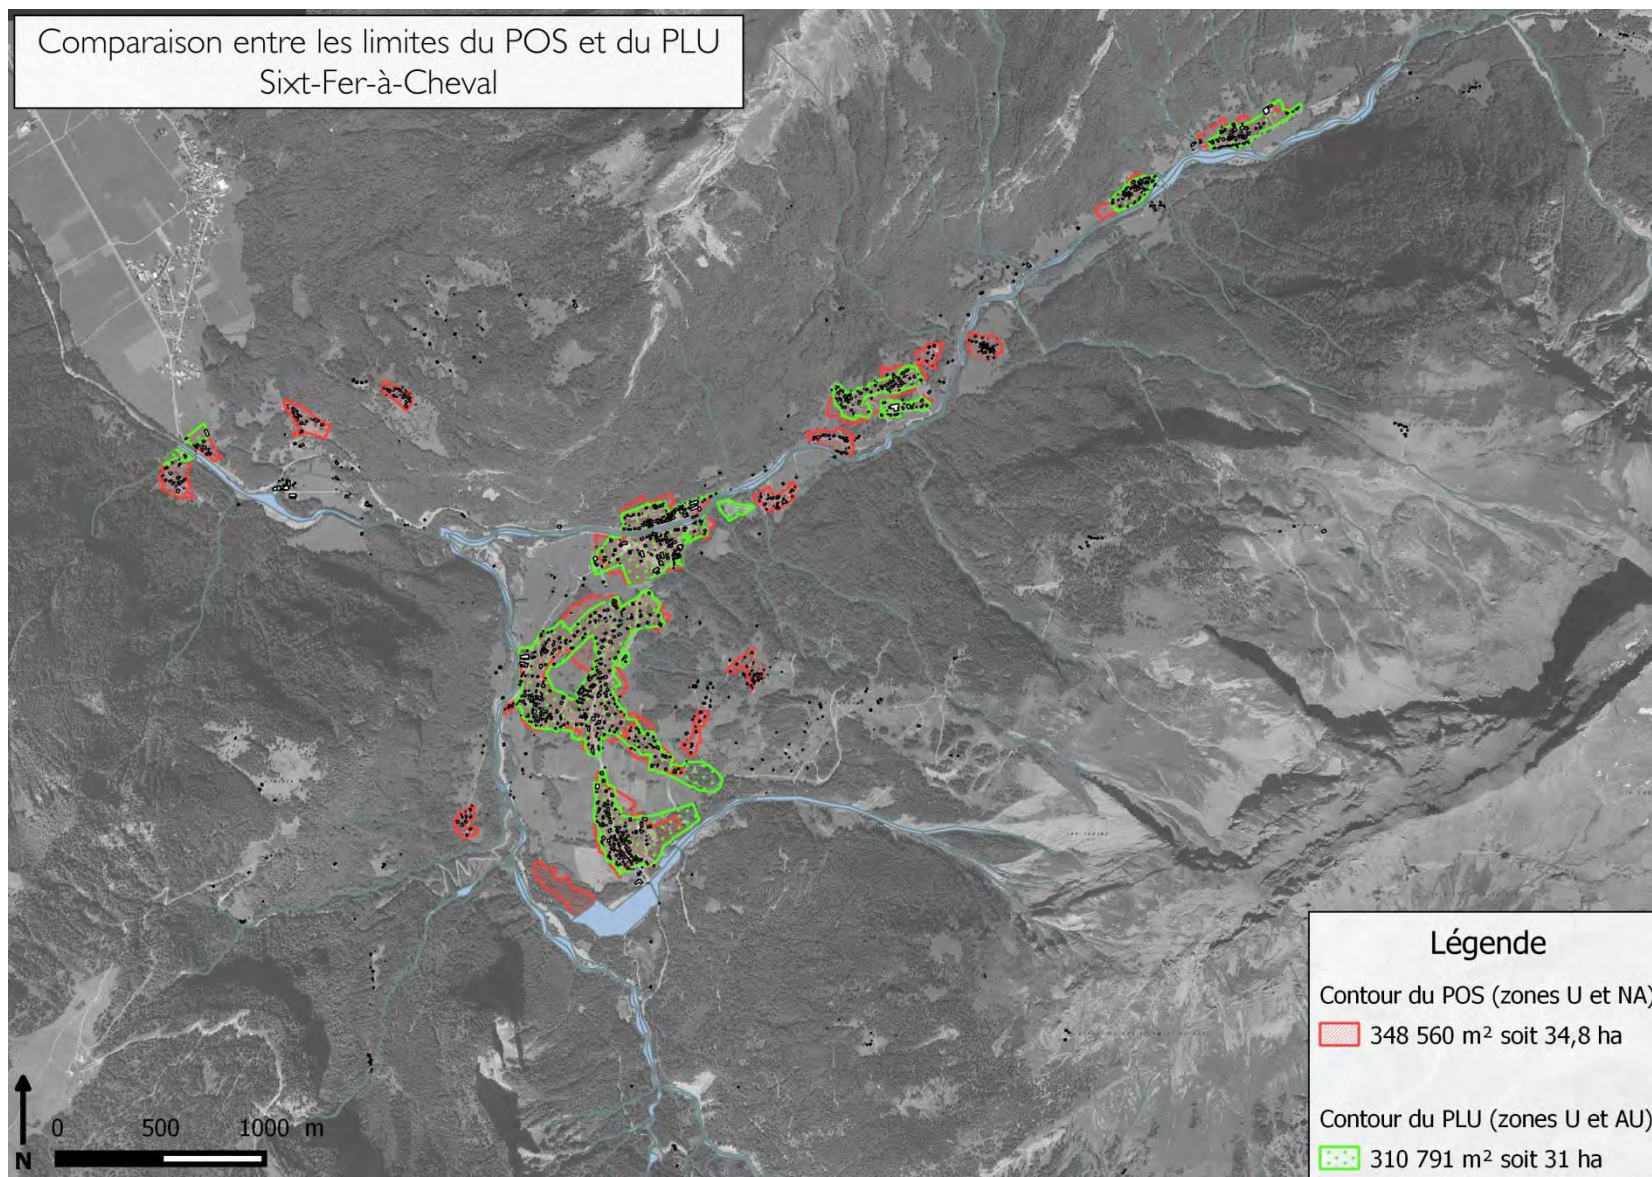 Comparaison entre les limites du POS et du PLU
Sixt-Fer-à-Cheval
Légende
Contour du POS (zones U et NA)
348 560 m² soit 34,8 ha
Contour du PLU (zones U et AU)
310 791 m² soit 31 ha
0 500 1000 m
N